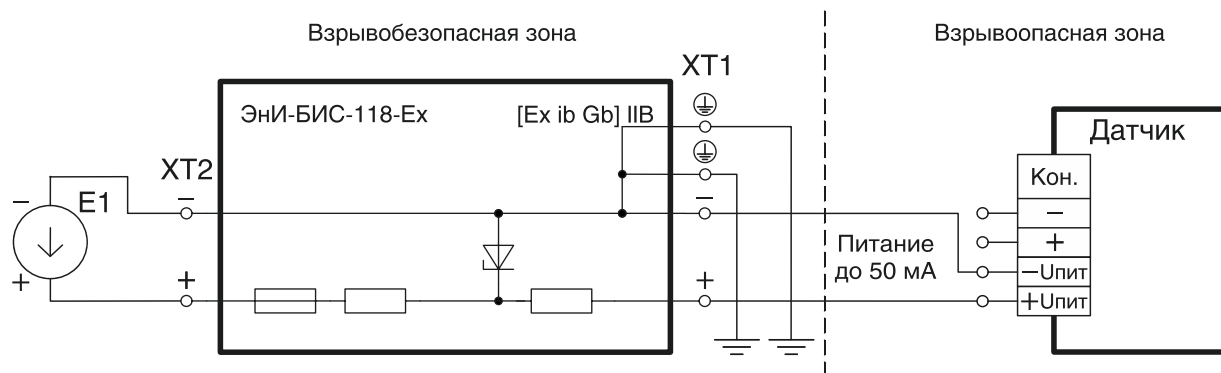 Взрывобезопасная зона
Взрывоопасная зона
XT1
ЭнИ-БИС-118-Ex
[Ex ib Gb] IIB
Датчик
XT2
Кон.
−
E1
−
−
−
+
Питание
до 50 мА
−Uпит
+
+
+
+Uпит